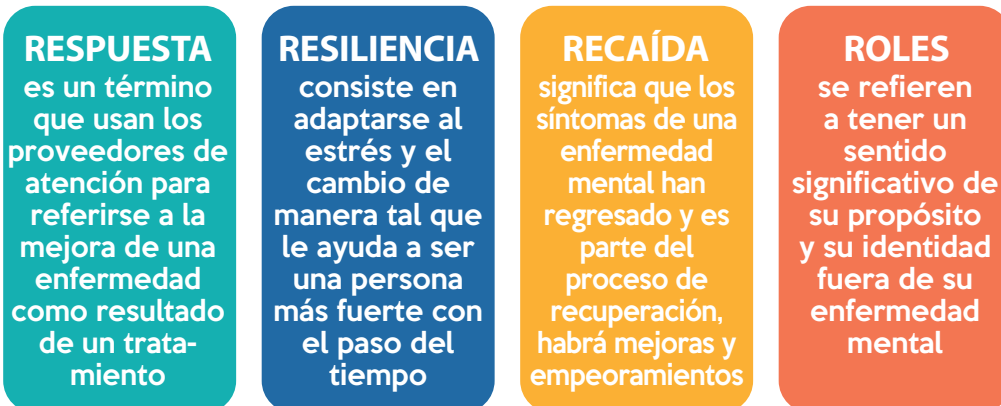 RESPUESTA
es un término
que usan los
proveedores de
atención para
referirse a la
mejora de una
enfermedad
como resultado
de un trata-
miento
RESILIENCIA
consiste en
adaptarse al
estrés y el
cambio de
manera tal que
le ayuda a ser
una persona
más fuerte con
el paso del
tiempo
RECAÍDA
significa que los
síntomas de una
enfermedad
mental han
regresado y es
parte del
proceso de
recuperación,
habrá mejoras y
empeoramientos
ROLES
se refieren
a tener un
sentido
significativo de
su propósito
y su identidad
fuera de su
enfermedad
mental